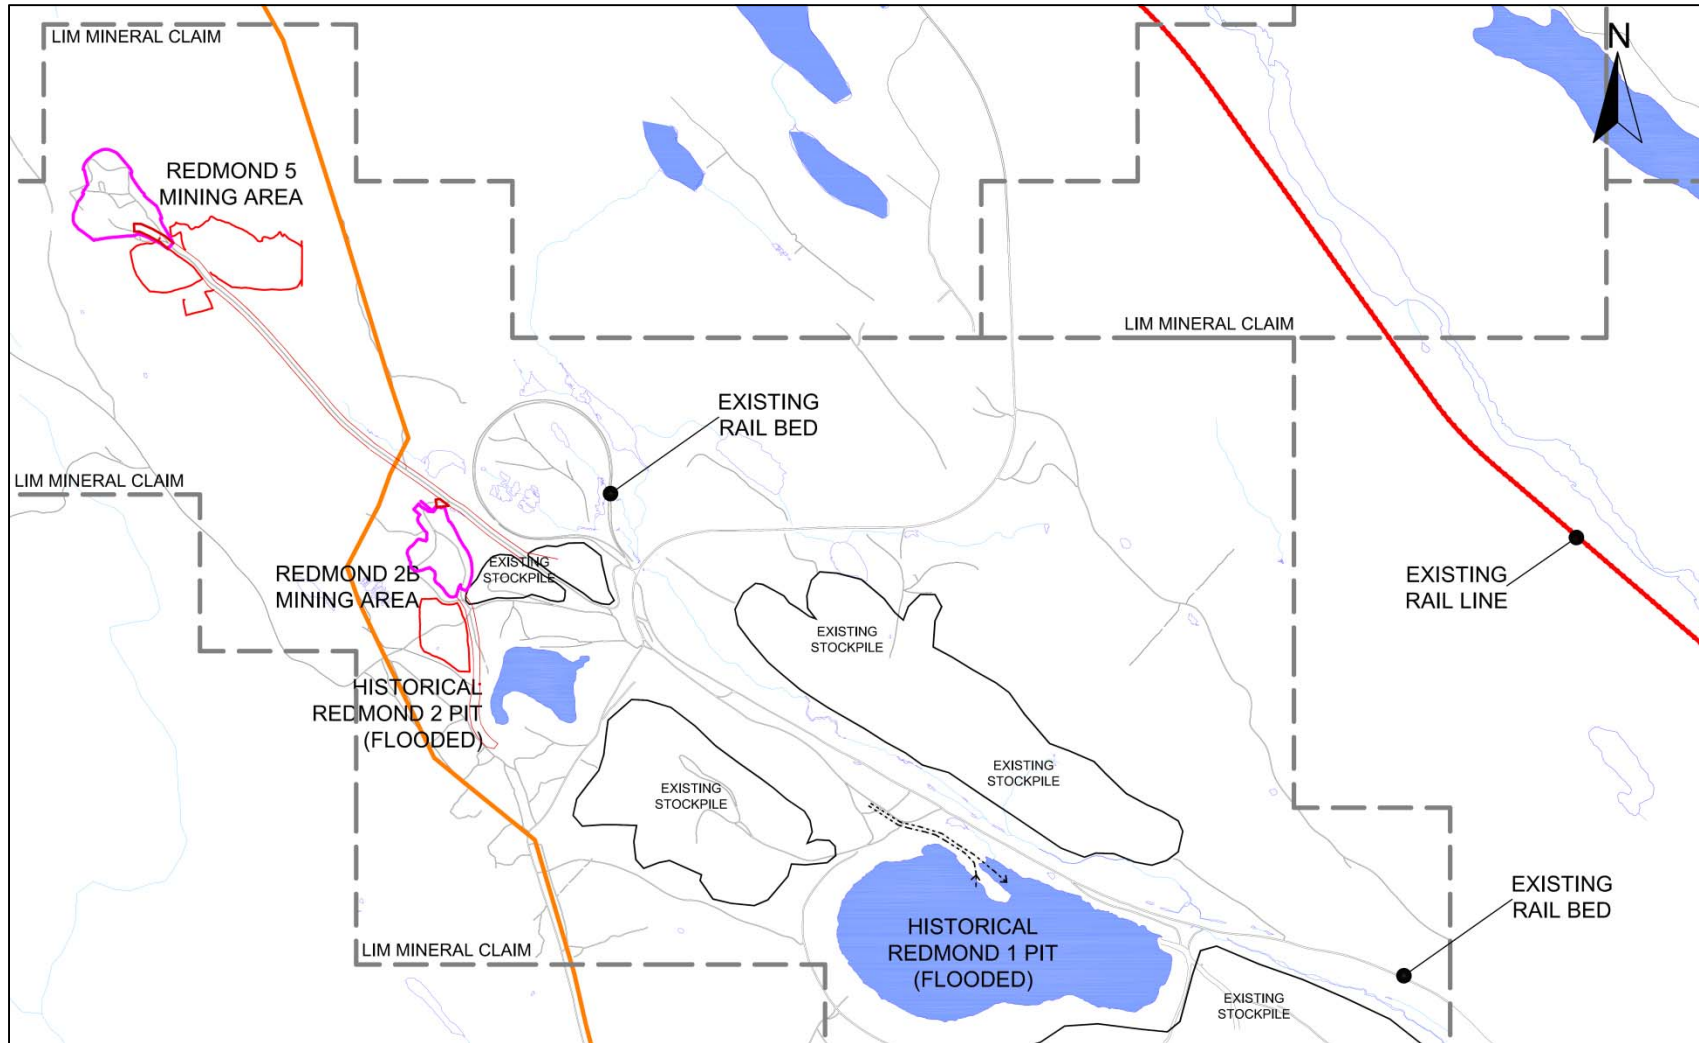 LIM MINERAL CLAIM
N
REDMOND 5
MINING AREA
LIM MINERAL CLAIM
EXISTING
RAIL BED
LIM MINERAL CLAIM
EXISTING
STOCKPILE
REDMOND 2B
MINING AREA
EXISTING
RAIL LINE
EXISTING
STOCKPILE
HISTORICAL
REDMOND 2 PIT
(FLOODED)
EXISTING
STOCKPILE
EXISTING
STOCKPILE
EXISTING
RAIL BED
LIM MINERAL CLAIM
HISTORICAL
REDMOND 1 PIT
(FLOODED)
EXISTING
STOCKPILE